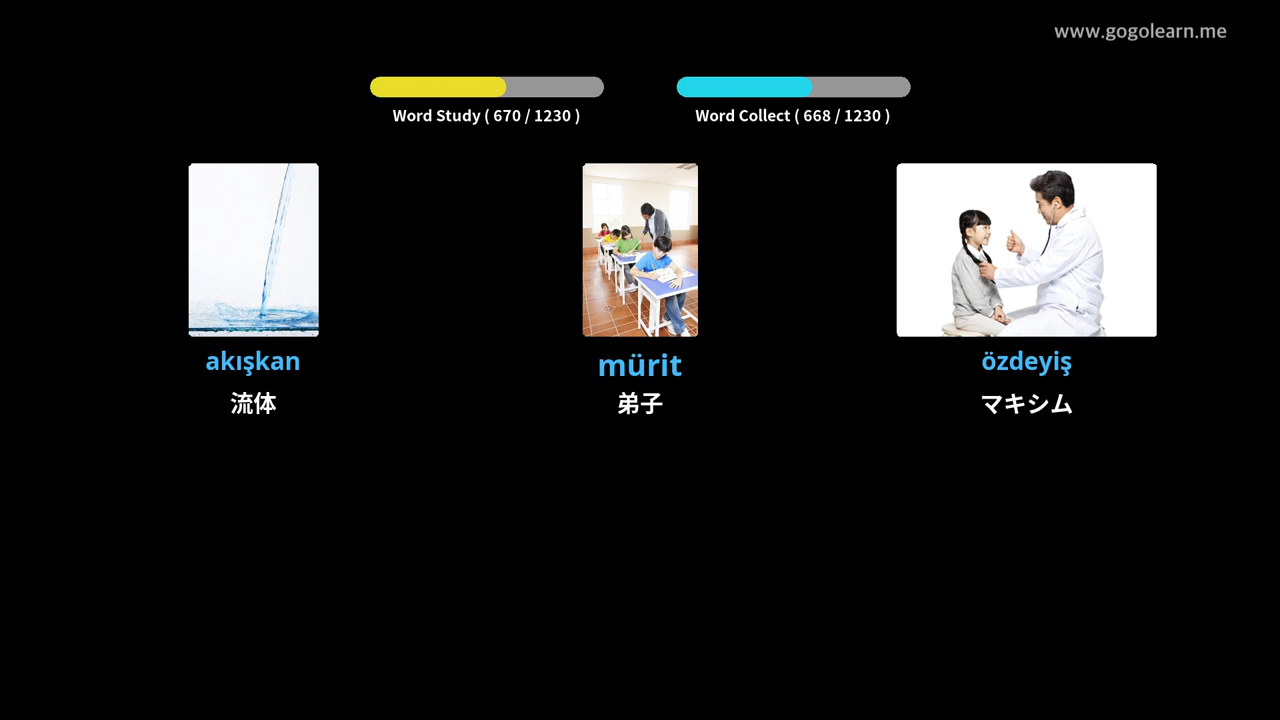 www.gogolearn.me
Word Study ( 670 / 1230 )
Word Collect ( 668 / 1230 )
akışkan
mürit
özdeyiş
流体
弟子
マキシム